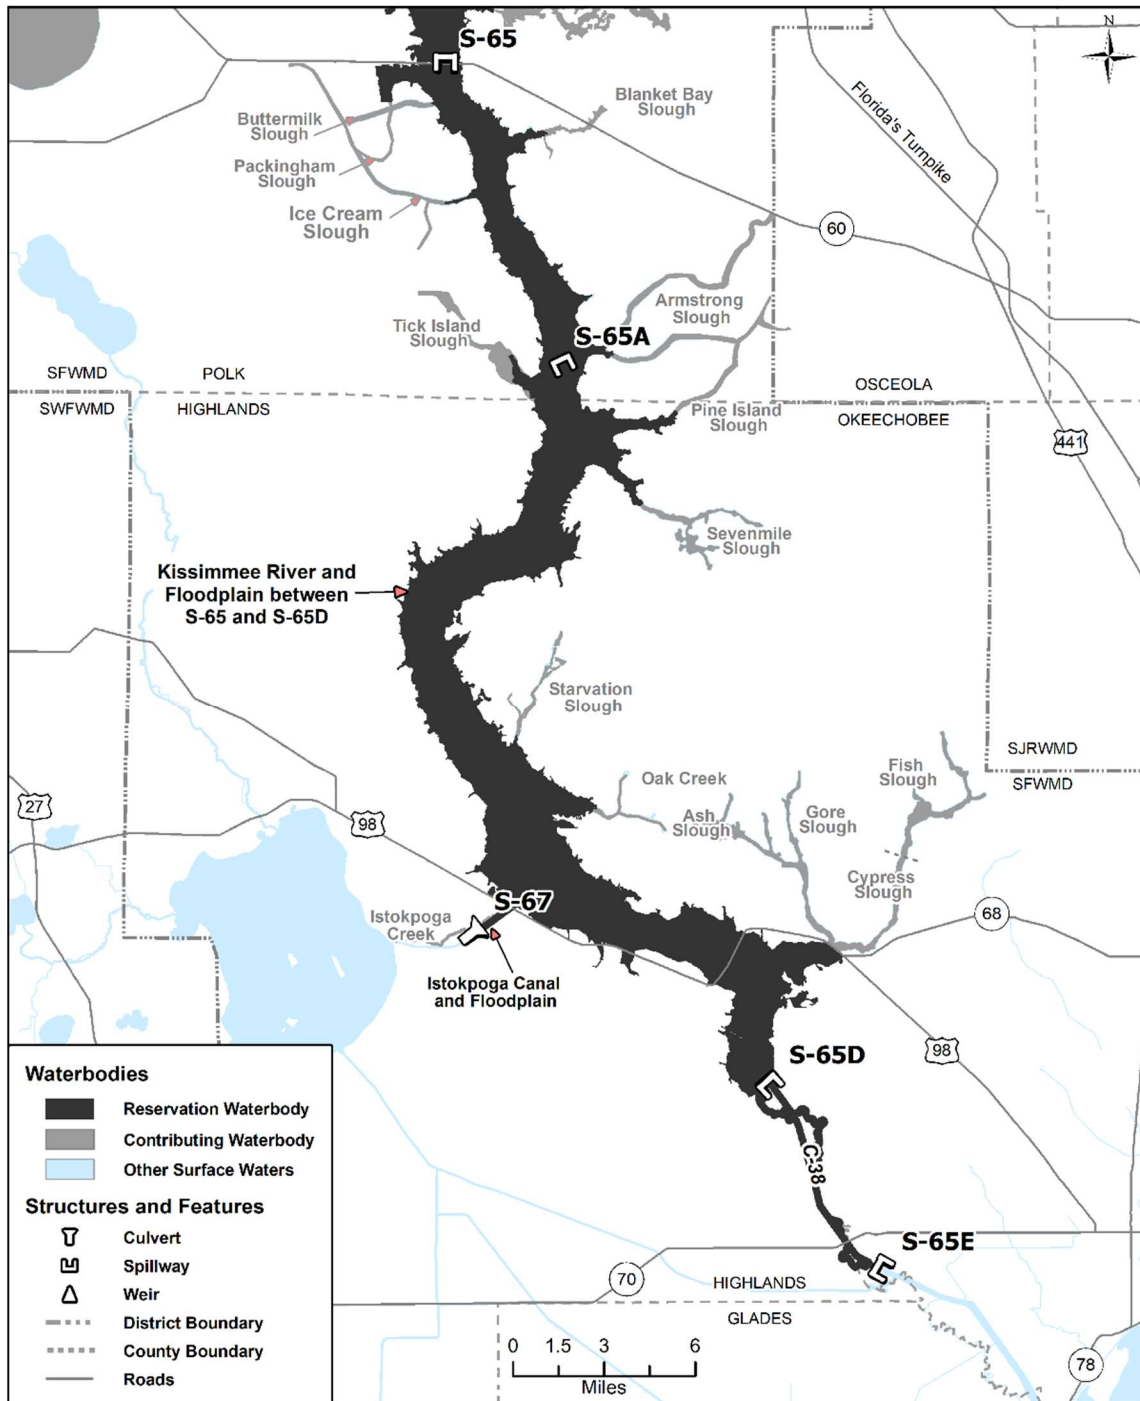 N
S-65
Blanket Bay
Slough
Buttermilk
Slough
Florida's Turnpike
Packingham
Slough
Ice Cream
Slough
60
Armstrong
Slough
Tick Island
Slough
S-65A
SFWMD
POLK
OSCEOLA
SWFWMD
HIGHLANDS
Pine Island
Slough
OKEECHOBEE
441
Sevenmile
Slough
Kissimmee River and
Floodplain between
S-65 and S-65D
Starvation
Slough
SJRWMD
SFWMD
Fish
Slough
Oak Creek
27
98
Ash
Slough
Gore
Slough
Cypress
Slough
S-67
Istokpoga
Creek
68
Istokpoga Canal
and Floodplain
98
S-65D
C-38
S-65E
70
HIGHLANDS
GLADES
78
0 1.5 3 6
Miles
Waterbodies
Reservation Waterbody
Contributing Waterbody
Other Surface Waters
Structures and Features
Culvert
Spillway
Weir
District Boundary
County Boundary
Roads